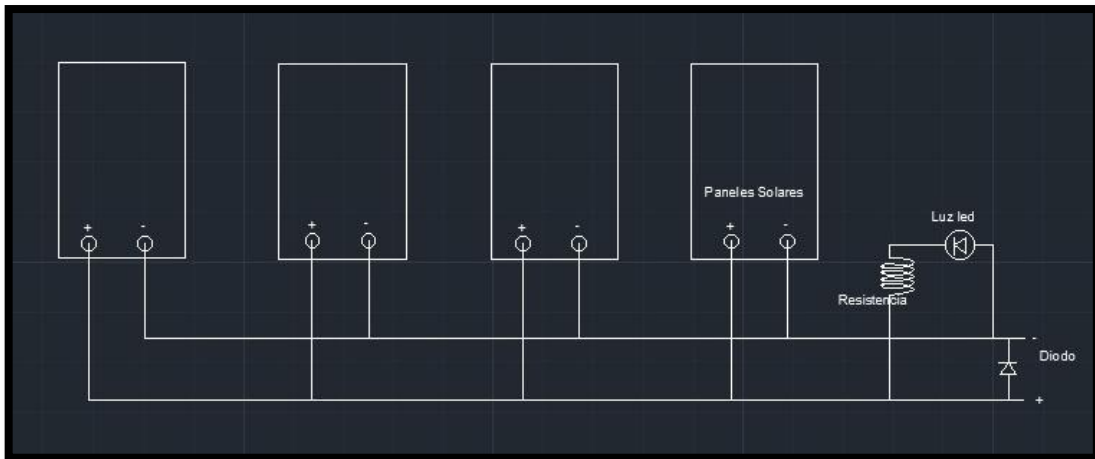 + -
+ -
+ -
Paneles Solares
+ -
Luz led
Resistencia
-
Diodo
+